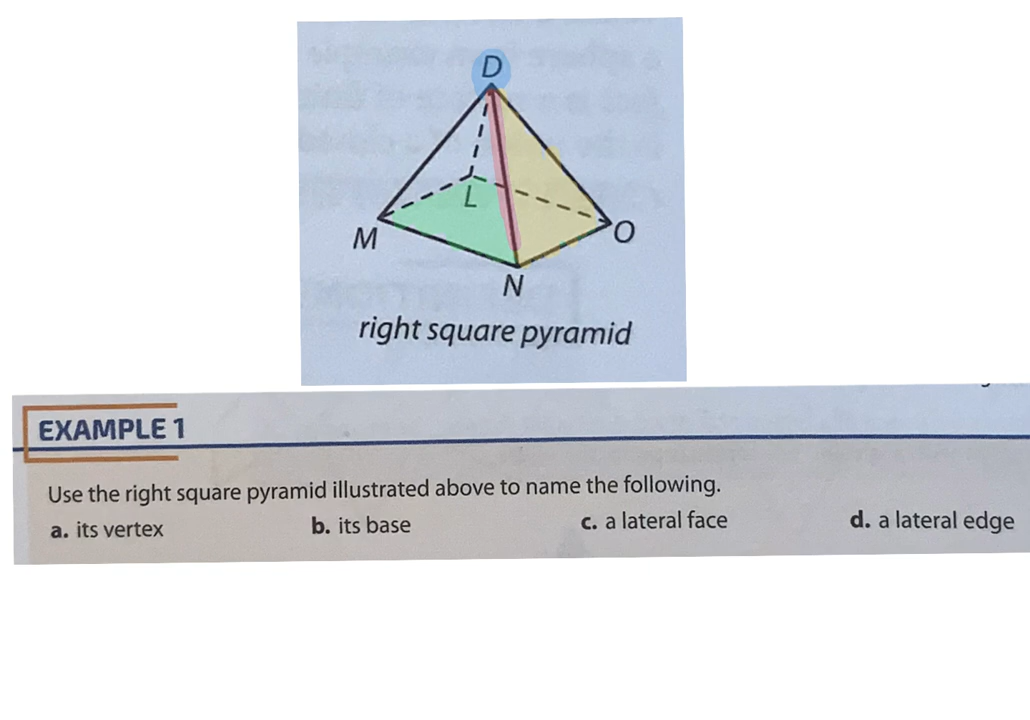 D
L
M
O
N
right square pyramid
EXAMPLE 1
Use the right square pyramid illustrated above to name the following.
a. its vertex b. its base c. a lateral face d. a lateral edge